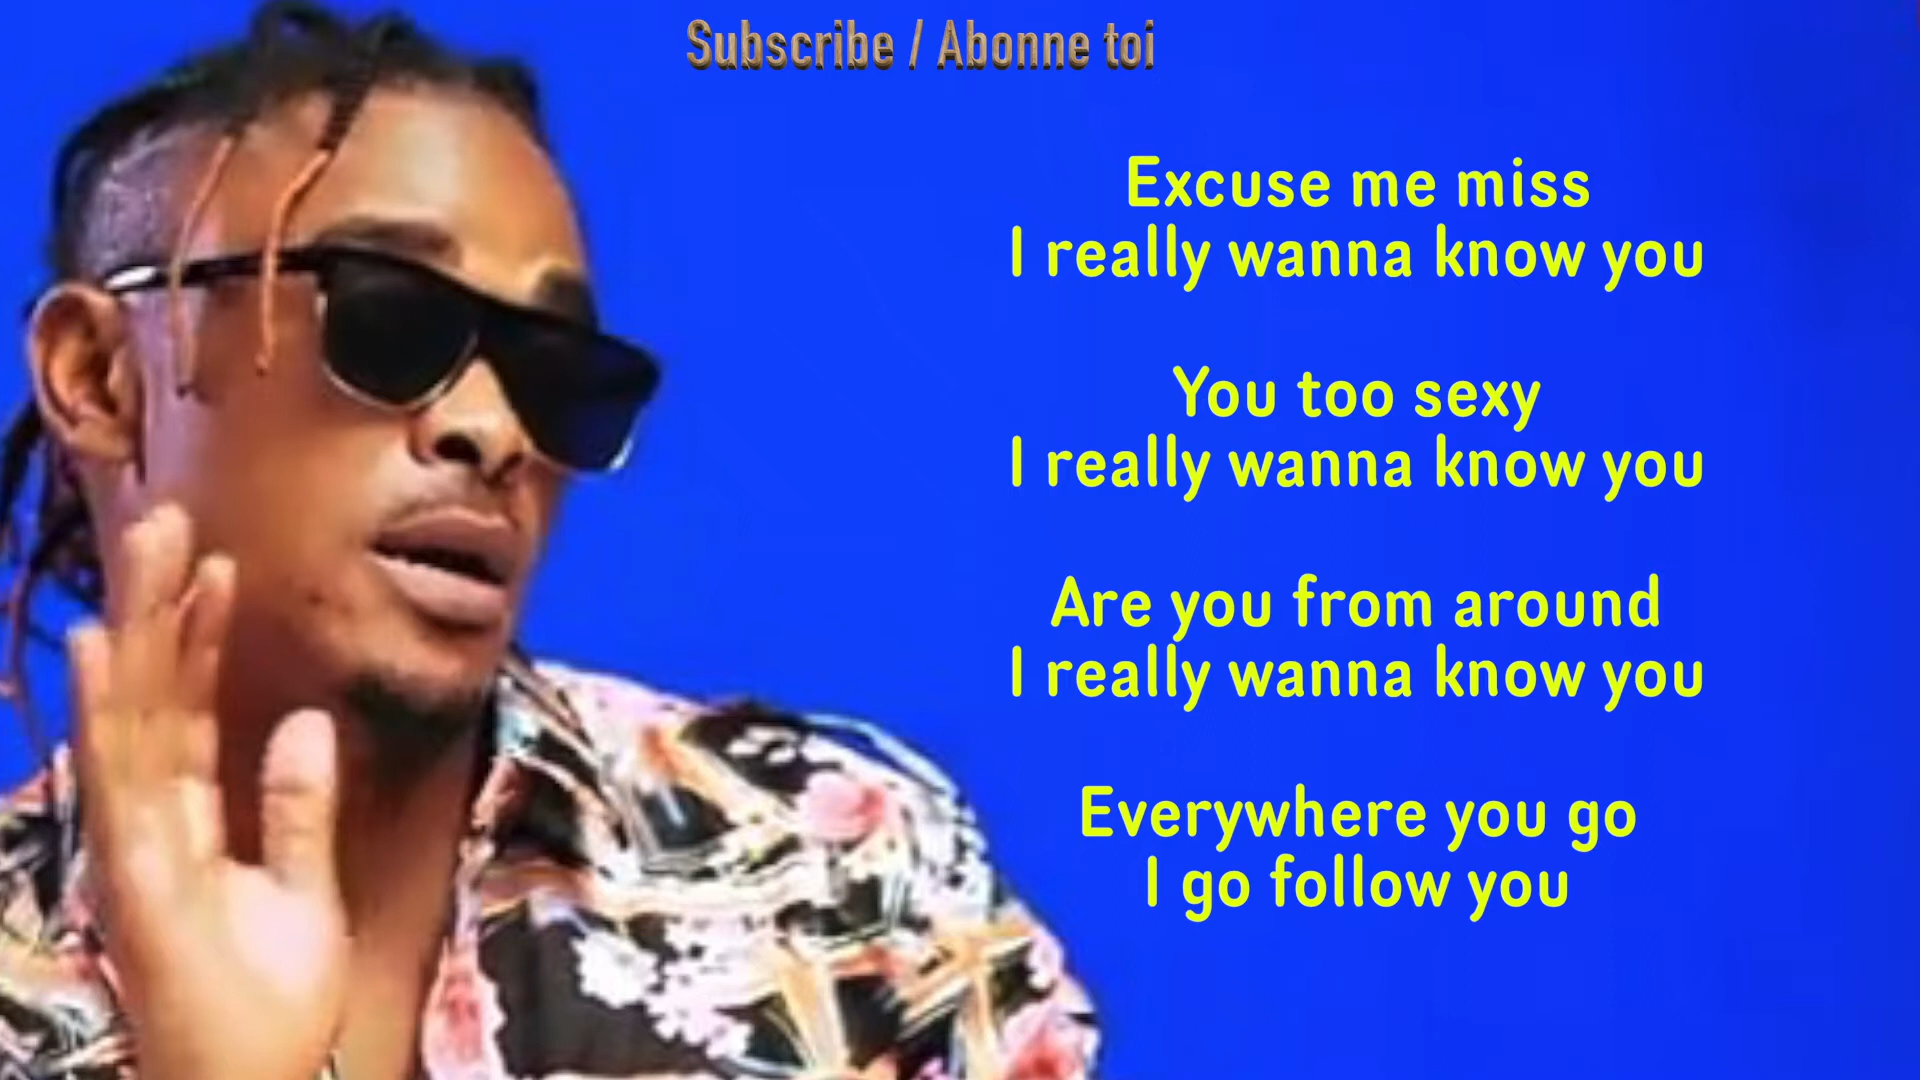 Subscribe / Abonne toi
Excuse me miss
I really wanna know you
You too sexy
I really wanna know you
Are you from around
I really wanna know you
Everywhere you go
I go follow you